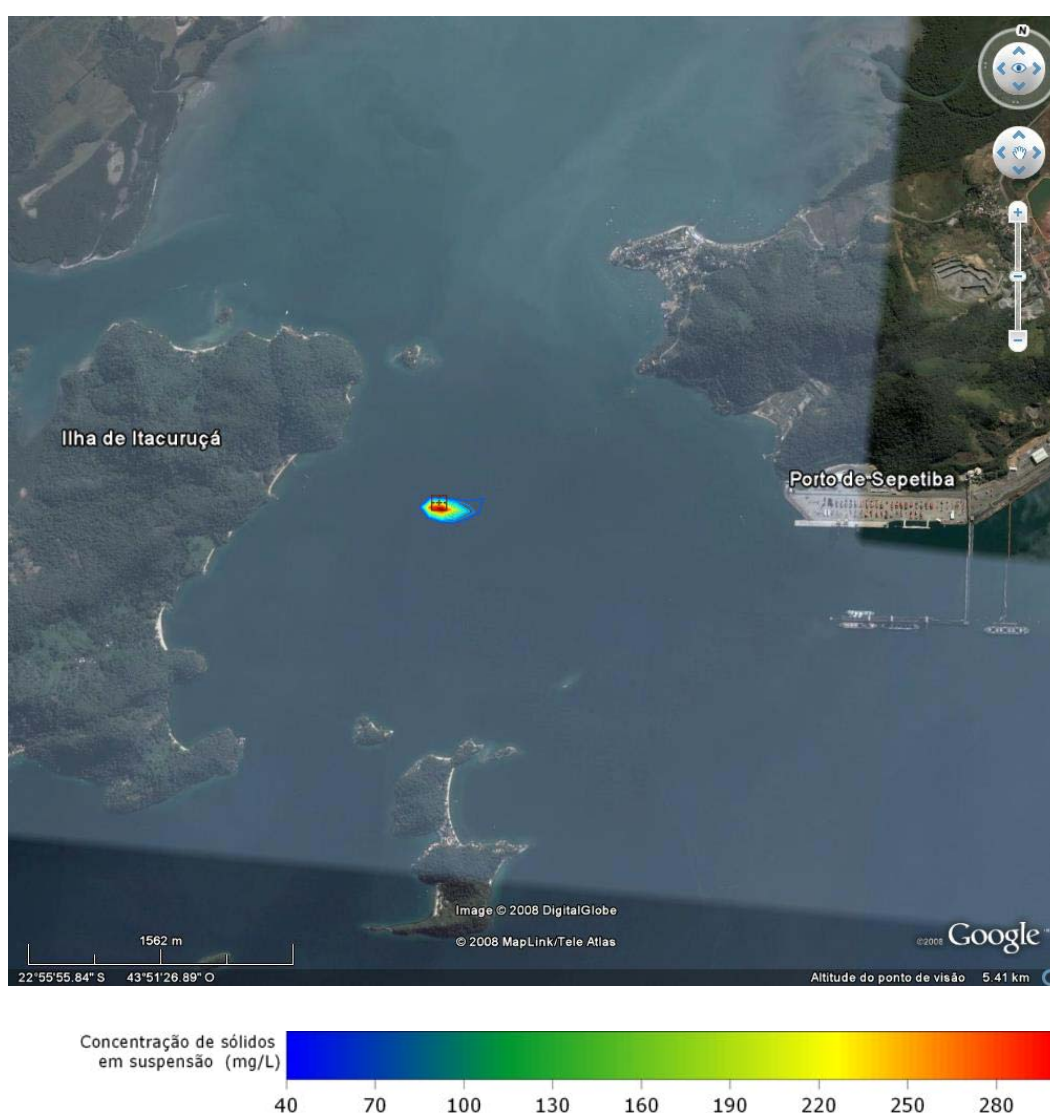 N
Ilha de Itacuruçá
Porto de Sepetiba
Image © 2008 DigitalGlobe
© 2008 MapLink/Tele Atlas
©2008 Google
1562 m
22°55'55.84" S 43°51'26.89" O
Altitude do ponto de visão 5.41 km
Concentração de sólidos
em suspensão (mg/L)
40 70 100 130 160 190 220 250 280